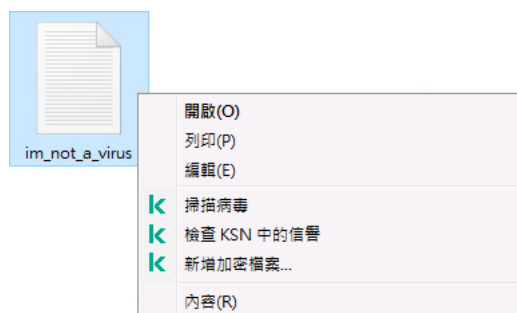 im_not_a_virus
開啟(O)
列印(P)
編輯(E)
掃描病毒
檢查 KSN 中的信譽
新增加密檔案...
內容(R)